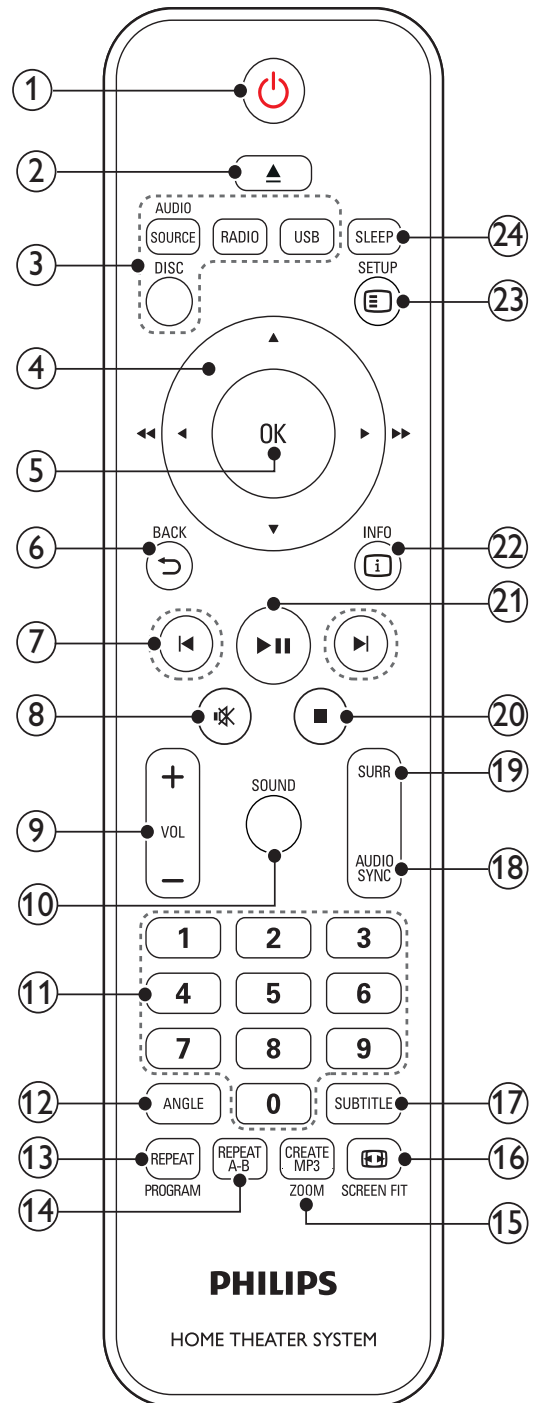 1
2
AUDIO
SOURCE RADIO USB SLEEP
24
3
DISC
SETUP
23
4
OK
5
BACK
6
INFO
22
21
7
8
20
+
VOL
−
9
SOUND
10
SURR
19
AUDIO
SYNC
18
1 2 3
4 5 6
11
7 8 9
12
ANGLE 0 SUBTITLE
17
13
REPEAT
PROGRAM
REPEAT
A-B
14
CREATE
MP3
ZOOM
15
SCREEN FIT
16
PHILIPS
HOME THEATER SYSTEM